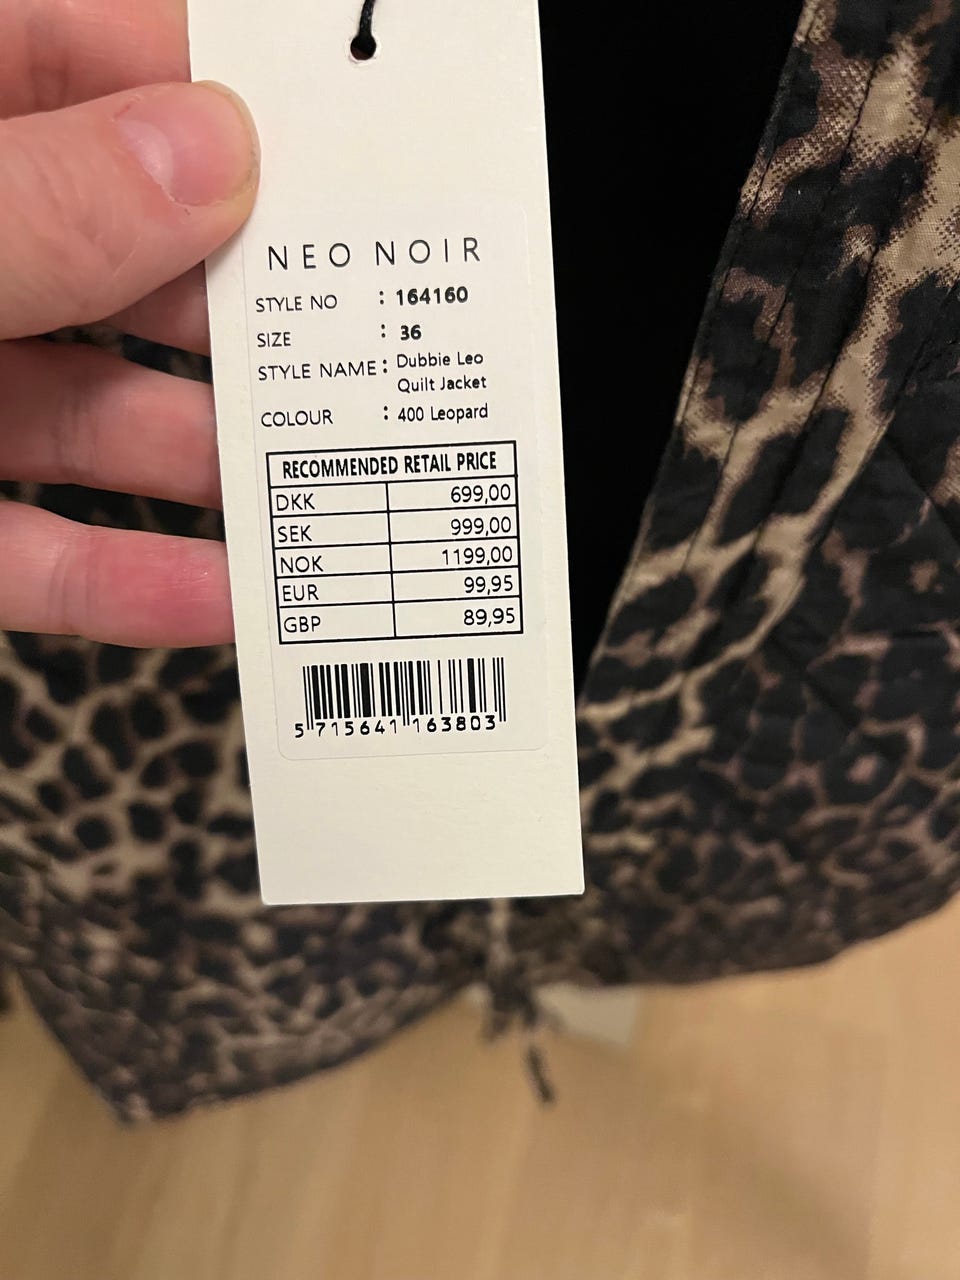 NEO NOIR
STYLE NO : 164160
SIZE : 36
STYLE NAME : Dubbie Leo
Quilt Jacket
COLOUR : 400 Leopard
RECOMMENDED RETAIL PRICE
DKK 699,00
SEK 999,00
NOK 1199,00
EUR 99,95
GBP 89,95
5 715641 163803